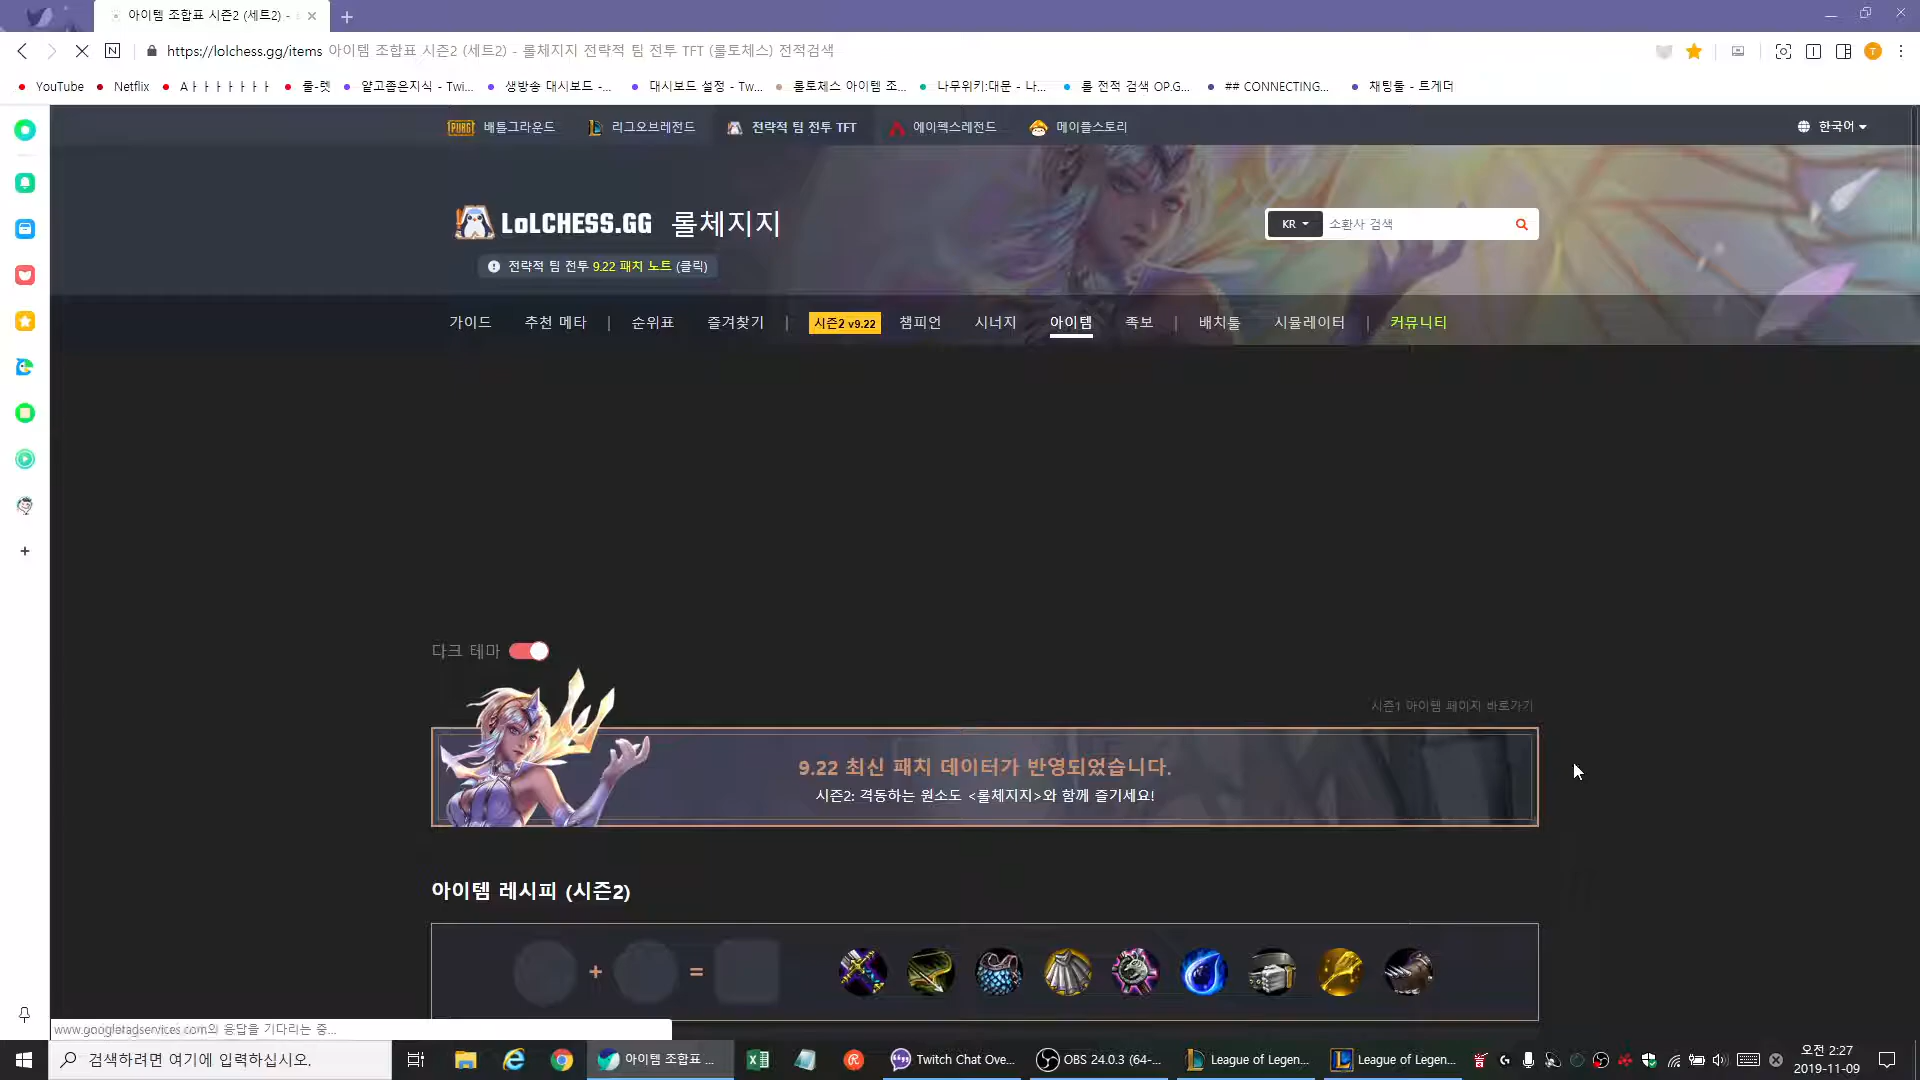 아이템 조합표 시즌2 (세트2) -
https://lolchess.gg/items 아이템 조합표 시즌2 (세트2) - 롤체지지 전략적 팀 전투 TFT (롤토체스) 전적검색
YouTube Netflix Aㅏㅏㅏㅏㅏㅏㅏ 룰-렛 얕고좁은지식 - Twi... 생방송 대시보드 -... 대시보드 설정 - Tw... 롤토체스 아이템 조... 나무위키:대문 - 나... 롤 전적 검색 OP.G... ## CONNECTING... 채팅틀 - 트게더
PUBG 배틀그라운드 리그오브레전드 전략적 팀 전투 TFT 에이펙스레전드 메이플스토리 한국어
LoLCHESS.GG 롤체지지
KR 소환사 검색
전략적 팀 전투 9.22 패치 노트 (클릭)
가이드 추천 메타 | 순위표 즐겨찾기 | 시즌2 v9.22 챔피언 시너지 아이템 족보 | 배치툴 시뮬레이터 | 커뮤니티
다크 테마
시즌1 아이템 페이지 바로가기
9.22 최신 패치 데이터가 반영되었습니다.
시즌2: 격동하는 원소도 <롤체지지>와 함께 즐기세요!
아이템 레시피 (시즌2)
+ =
www.googletagservices.com의 응답을 기다리는 중...
검색하려면 여기에 입력하십시오.
아이템 조합표 ...
Twitch Chat Ove...
OBS 24.0.3 (64-...
League of Legen...
League of Legen...
오전 2:27
2019-11-09